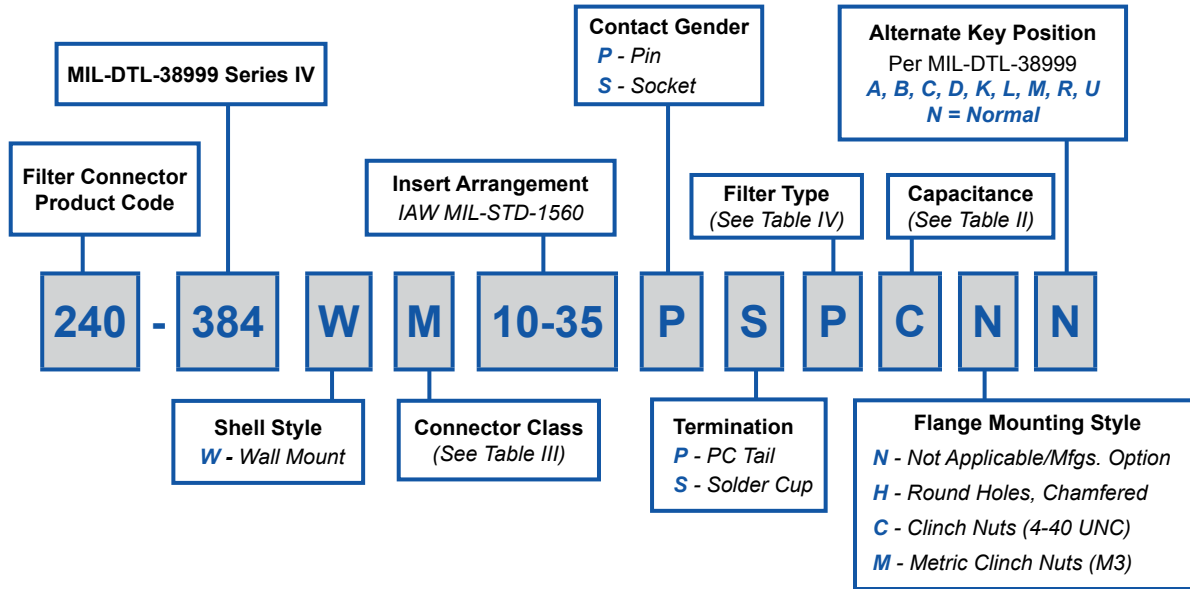 Contact Gender
P - Pin
S - Socket
Alternate Key Position
Per MIL-DTL-38999
A, B, C, D, K, L, M, R, U
N = Normal
MIL-DTL-38999 Series IV
Filter Connector
Product Code
Insert Arrangement
IAW MIL-STD-1560
Filter Type
(See Table IV)
Capacitance
(See Table II)
240 - 384 W M 10-35 P S P C N N
Shell Style
W - Wall Mount
Connector Class
(See Table III)
Termination
P - PC Tail
S - Solder Cup
Flange Mounting Style
N - Not Applicable/Mfgs. Option
H - Round Holes, Chamfered
C - Clinch Nuts (4-40 UNC)
M - Metric Clinch Nuts (M3)